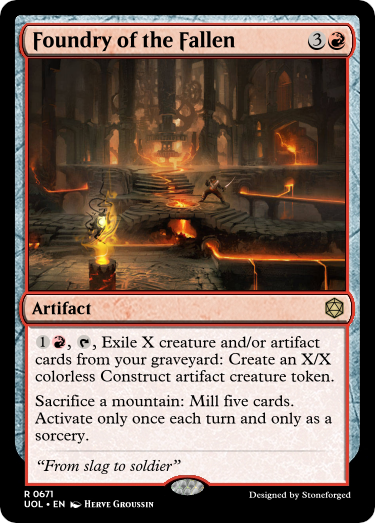 Foundry of the Fallen 3
Artifact
1, Exile X creature and/or artifact
cards from your graveyard: Create an X/X
colorless Construct artifact creature token.
Sacrifice a mountain: Mill five cards.
Activate only once each turn and only as a
sorcery.
“From slag to soldier”
R 0671
UOL • EN Herve Groussin
Designed by Stoneforged